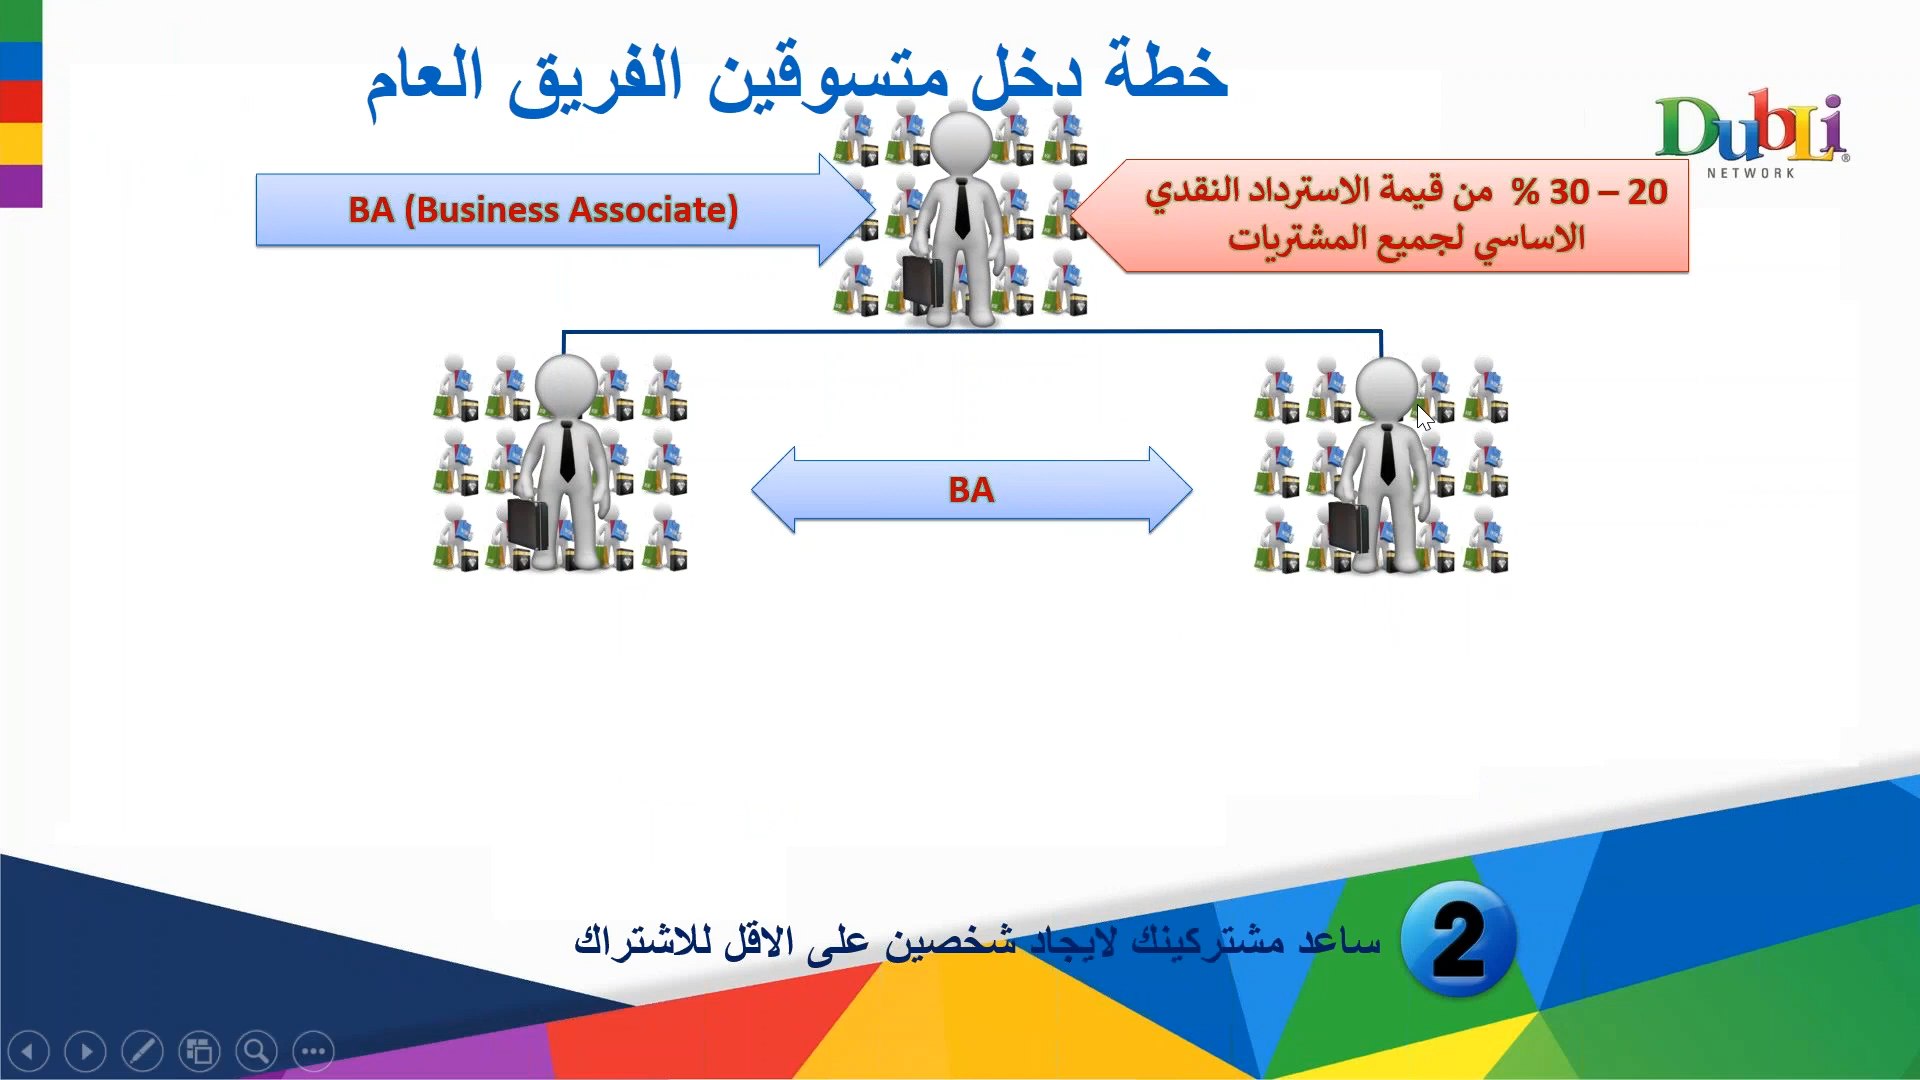 خطة دخل متسوقين الفريق العام
DubLi
NETWORK
BA (Business Associate)
20 – 30 % من قيمة الاسترداد النقدي
الاساسي لجميع المشتريات
BA
2
ساعد مشتركينك لايجاد شخصين على الاقل للاشتراك